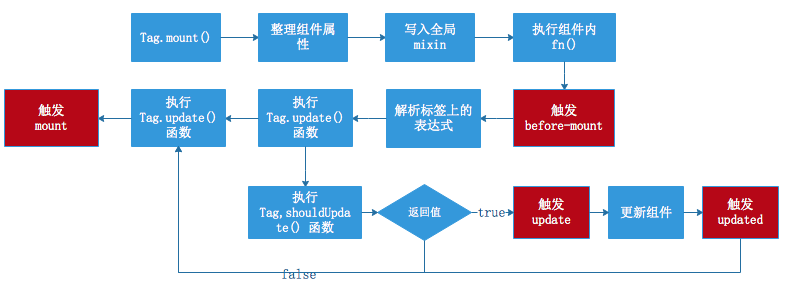 Tag.mount()
整理组件属
性
写入全局
mixin
执行组件内
fn()
触发
mount
执行
Tag.update()
函数
执行
Tag.update()
函数
解析标签上的
表达式
触发
before-mount
执行
Tag,shouldUpda
te() 函数
返回值
true
触发
update
更新组件
触发
updated
false